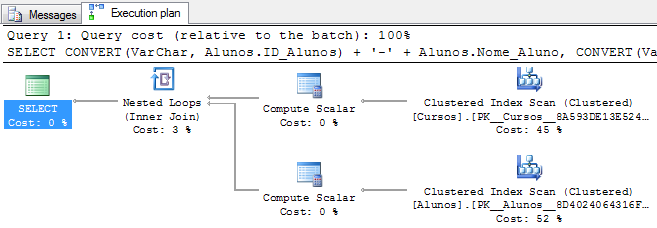 Messages Execution plan
Query 1: Query cost (relative to the batch): 100%
SELECT CONVERT(VarChar, Alunos.ID_Alunos) + '-' + Alunos.Nome_Aluno, CONVERT(Va
SELECT
Cost: 0 %
Nested Loops
(Inner Join)
Cost: 3 %
Compute Scalar
Cost: 0 %
Clustered Index Scan (Clustered)
[Cursos].[PK__Cursos__8A593DE13E524…
Cost: 45 %
Compute Scalar
Cost: 0 %
Clustered Index Scan (Clustered)
[Alunos].[PK__Alunos__8D4024064316F…
Cost: 52 %